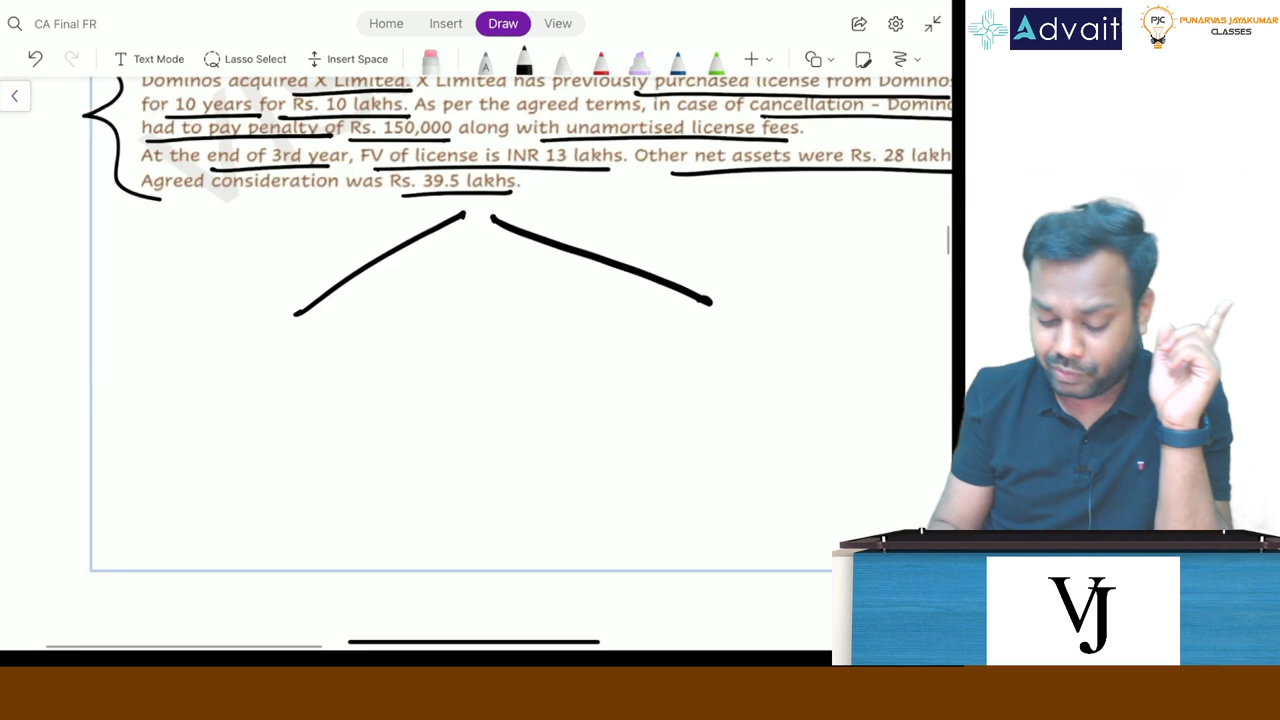 CA Final FR
Home Insert Draw View
Text Mode Lasso Select Insert Space
Advait
PJC PUNARVAS JAYAKUMAR CLASSES
Dominos acquired X Limited. X Limited has previously purchased license from Dominos
for 10 years for Rs. 10 lakhs. As per the agreed terms, in case of cancellation - Domino
had to pay penalty of Rs. 150,000 along with unamortised license fees.
At the end of 3rd year, FV of license is INR 13 lakhs. Other net assets were Rs. 28 lakh
Agreed consideration was Rs. 39.5 lakhs.
VJ